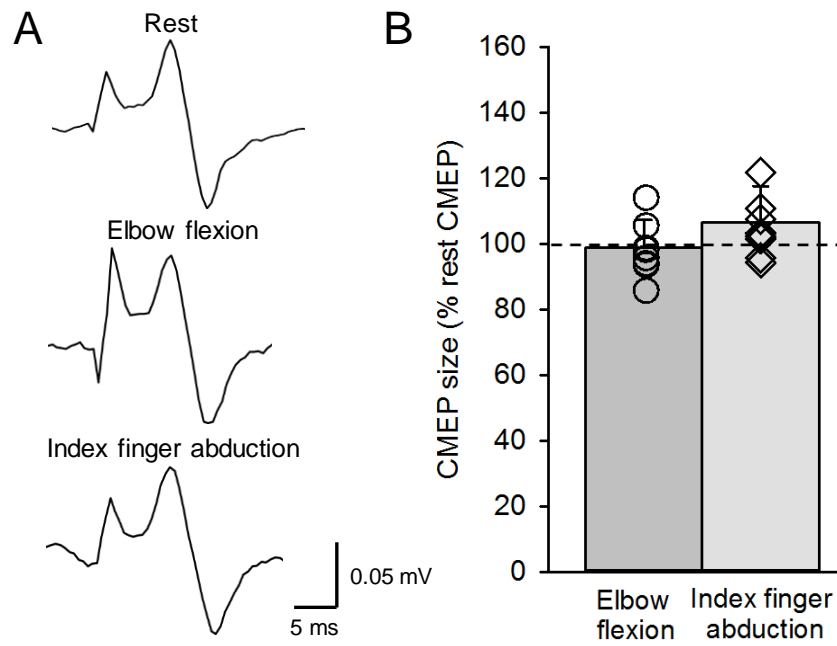 A
Rest
Elbow flexion
Index finger abduction
0.05 mV
5 ms
B
CMEP size (% rest CMEP)
160
140
120
100
80
60
40
20
0
Elbow
flexion
Index finger
abduction